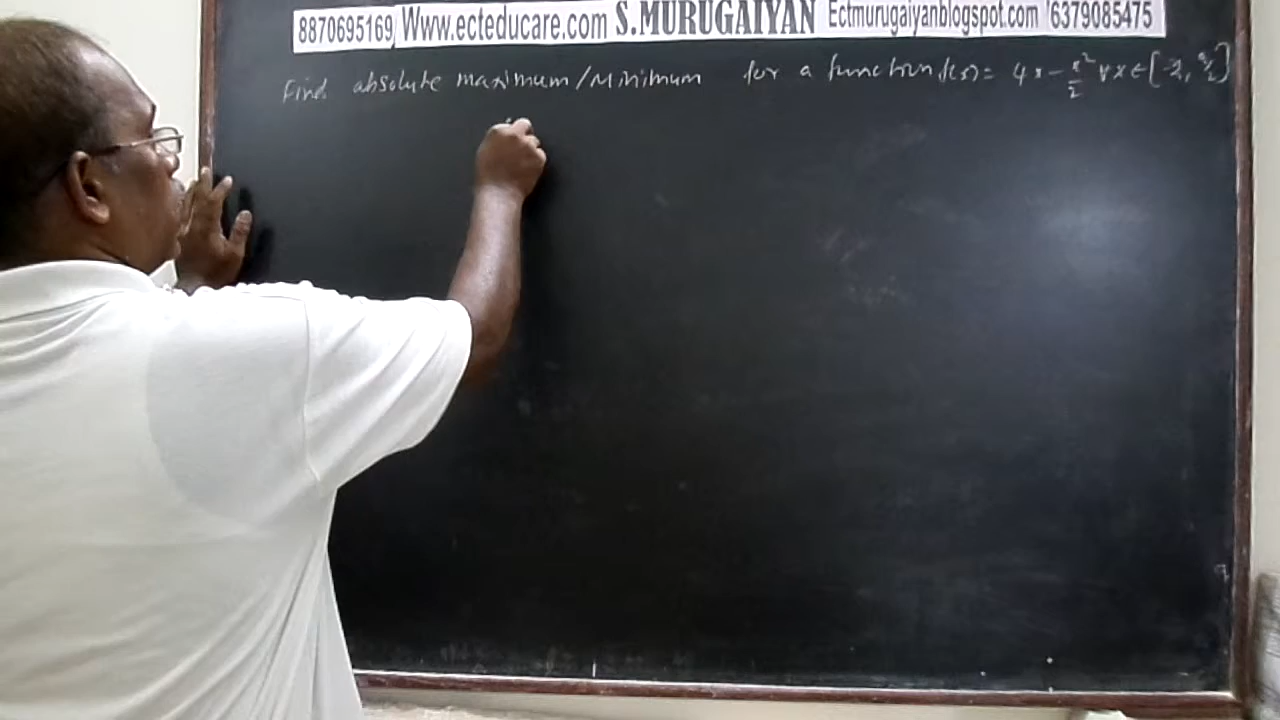 8870695169 Www.ecteducare.com S.MURUGAIYAN Ectmurugaiyanblogspot.com '6379085475
Find absolute maximum/Minimum for a function f(x) = 4x - x²/2 ∀ x ∈ [-2, 9/2]